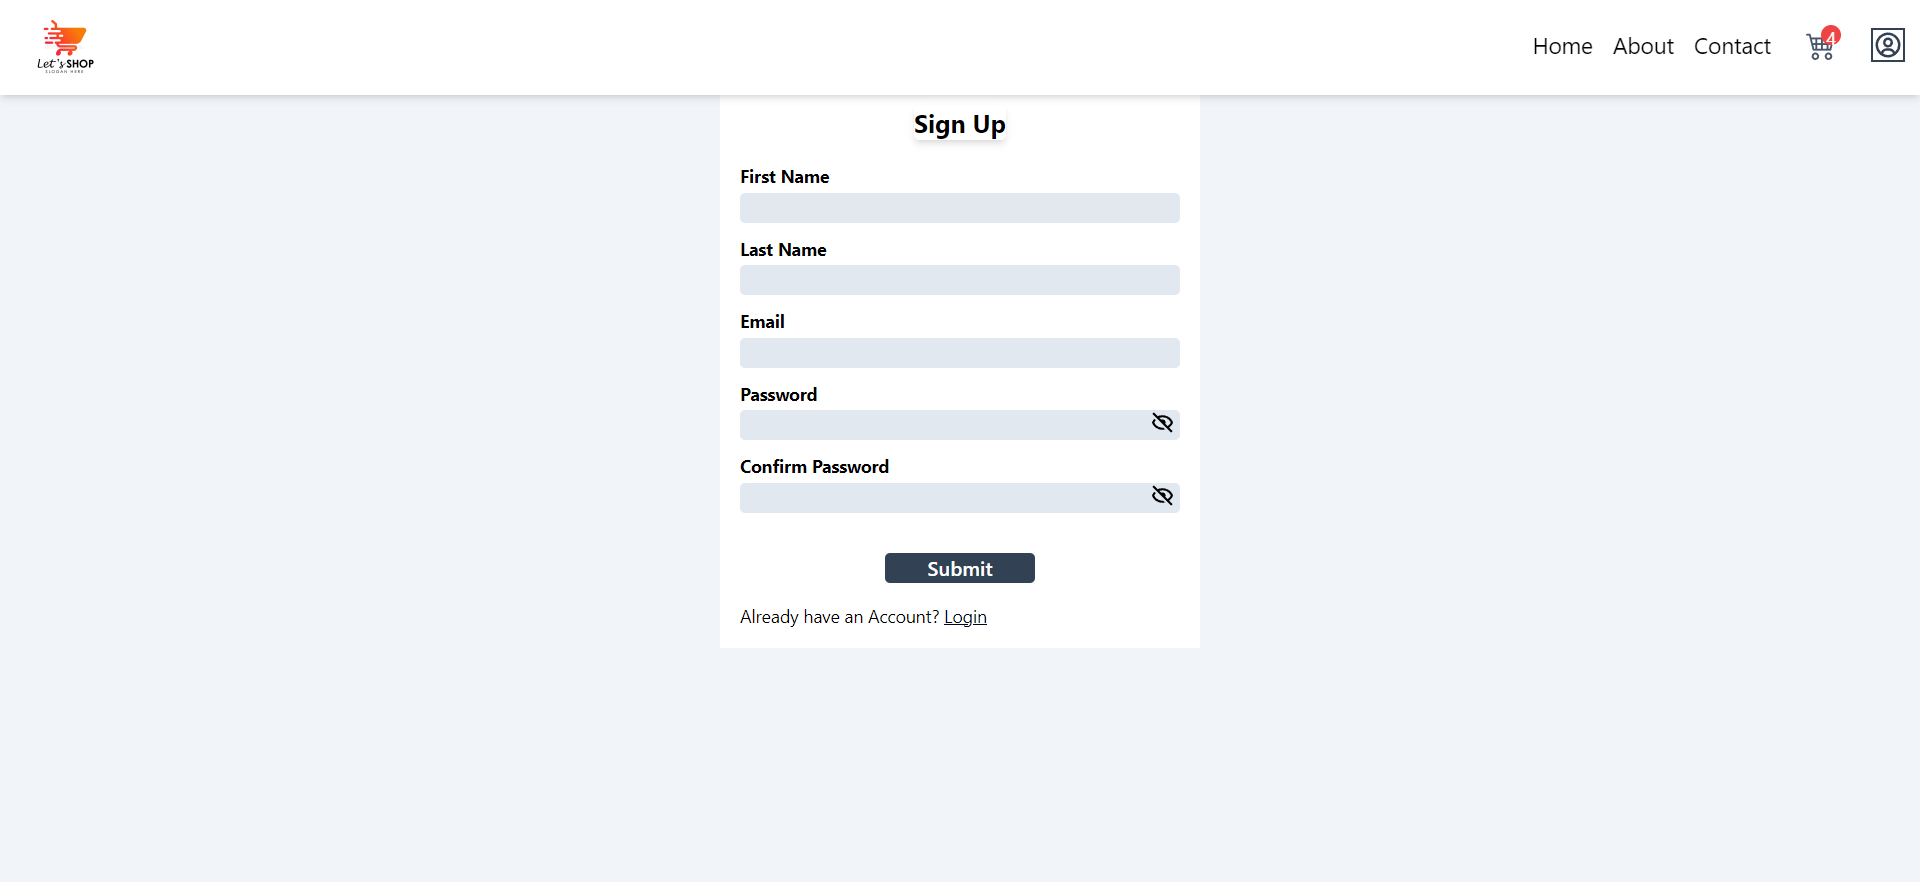 Let's SHOP
SLOGAN HERE
Home About Contact
4
Sign Up
First Name
Last Name
Email
Password
Confirm Password
Submit
Already have an Account? Login